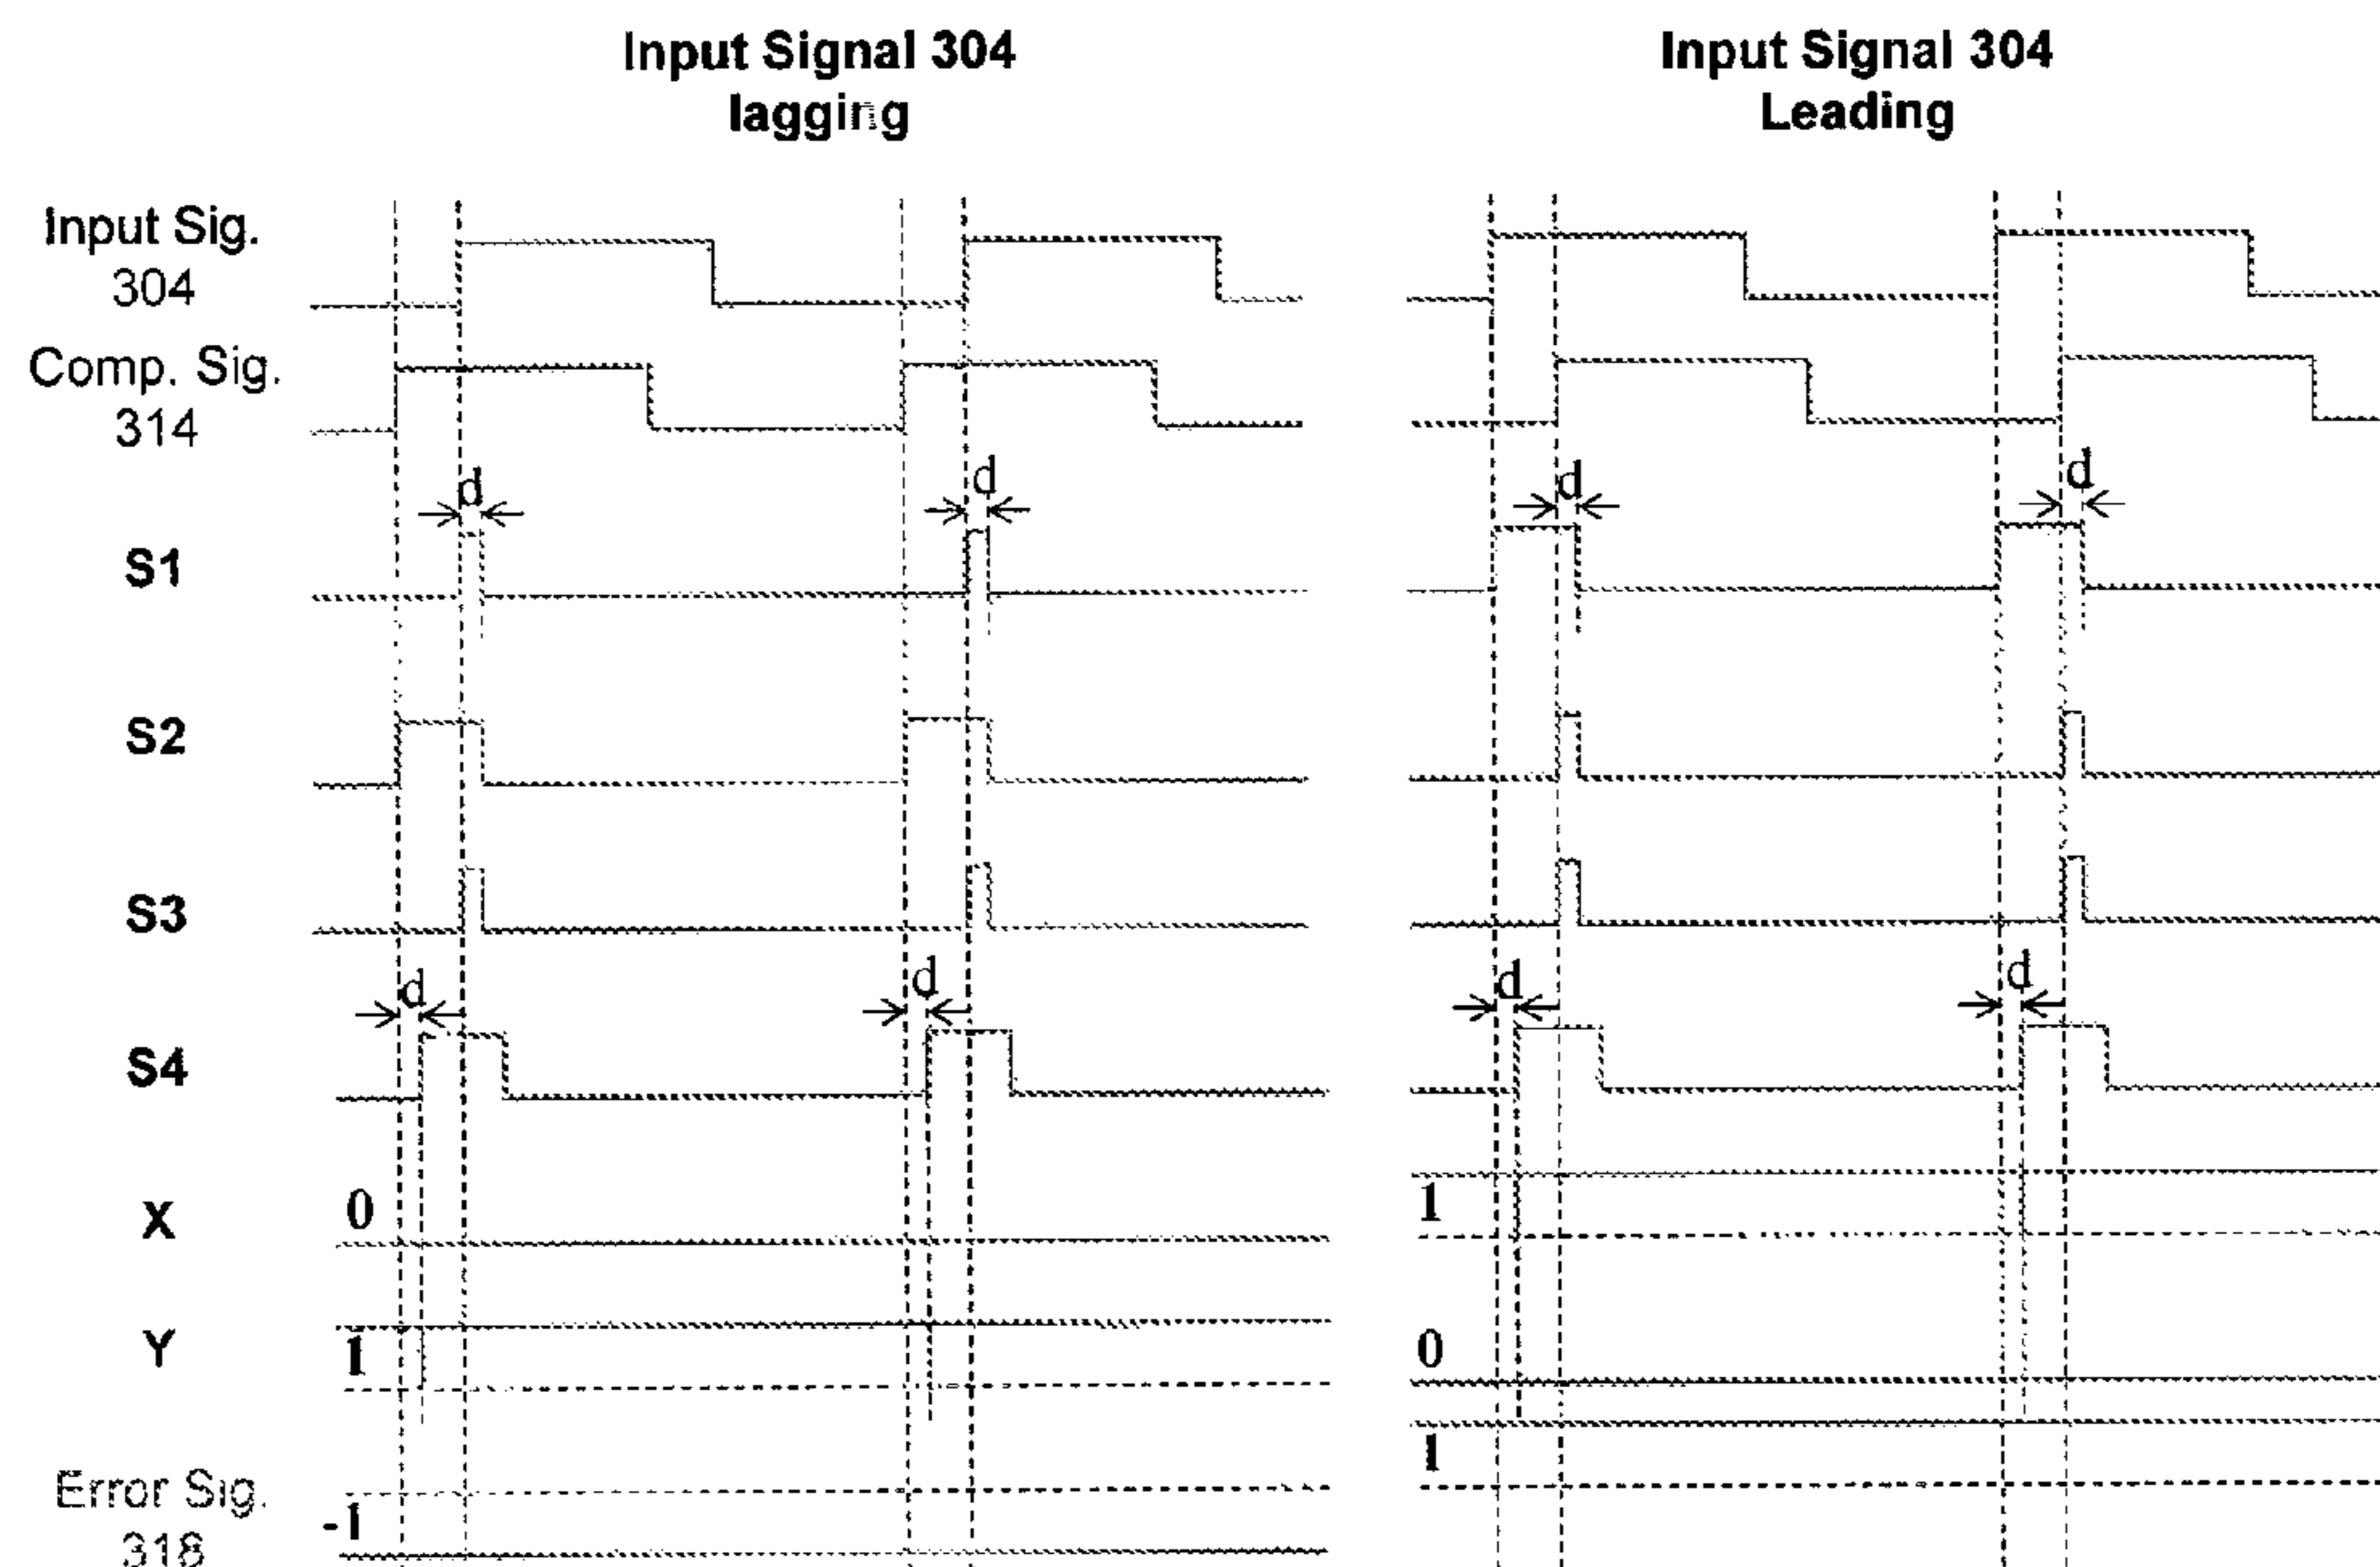 Input Signal 304
lagging
Input Signal 304
Leading
Input Sig.
304
Comp. Sig.
314
d
d
d
d
S1
S2
S3
d
d
d
d
S4
X
0
1
Y
1
0
Error Sig.
318
-1
1